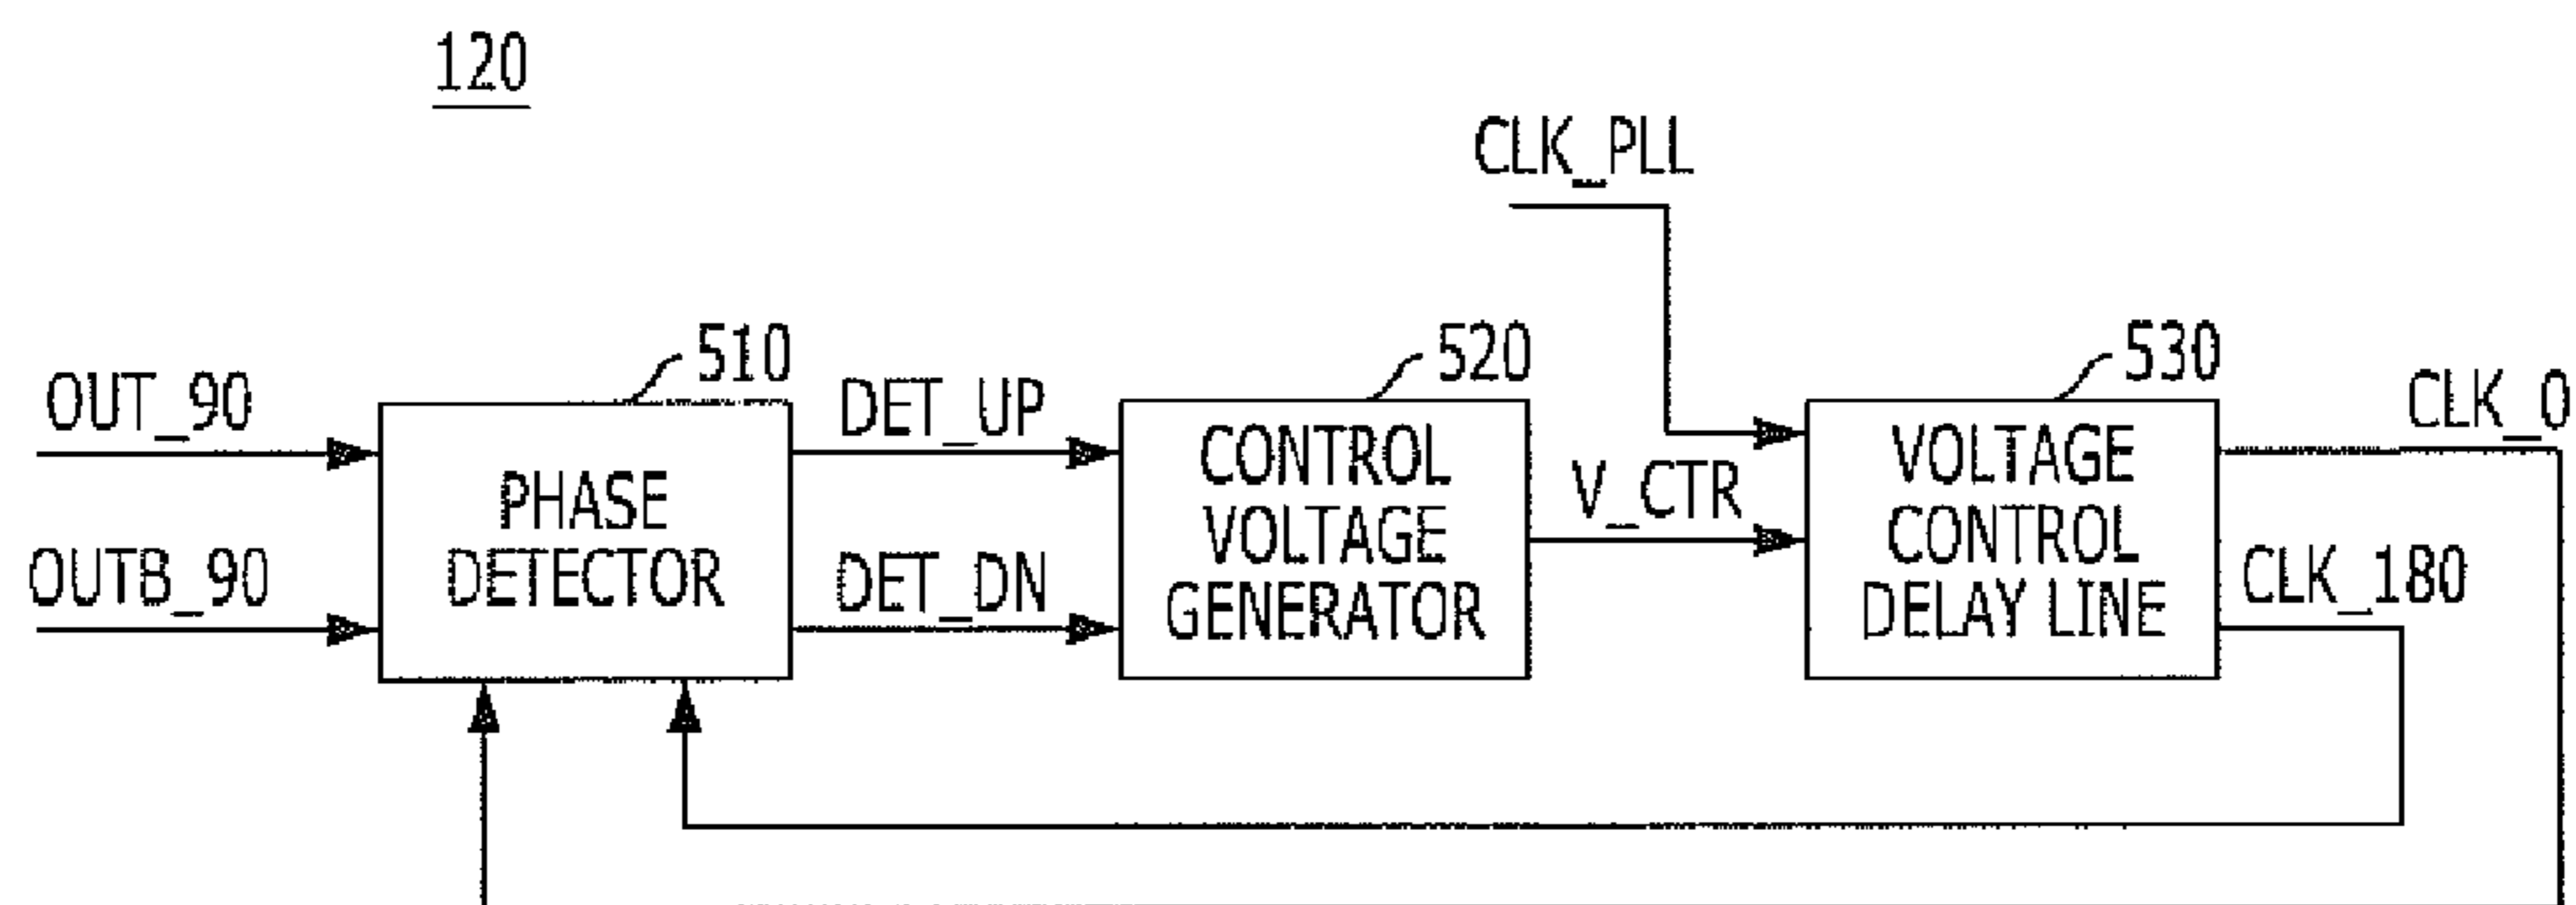 120
CLK_PLL
510
520
530
OUT_90
DET_UP
CLK_0
OUTB_90
PHASE
DETECTOR
DET_DN
CONTROL
VOLTAGE
GENERATOR
V_CTR
VOLTAGE
CONTROL
DELAY LINE
CLK_180